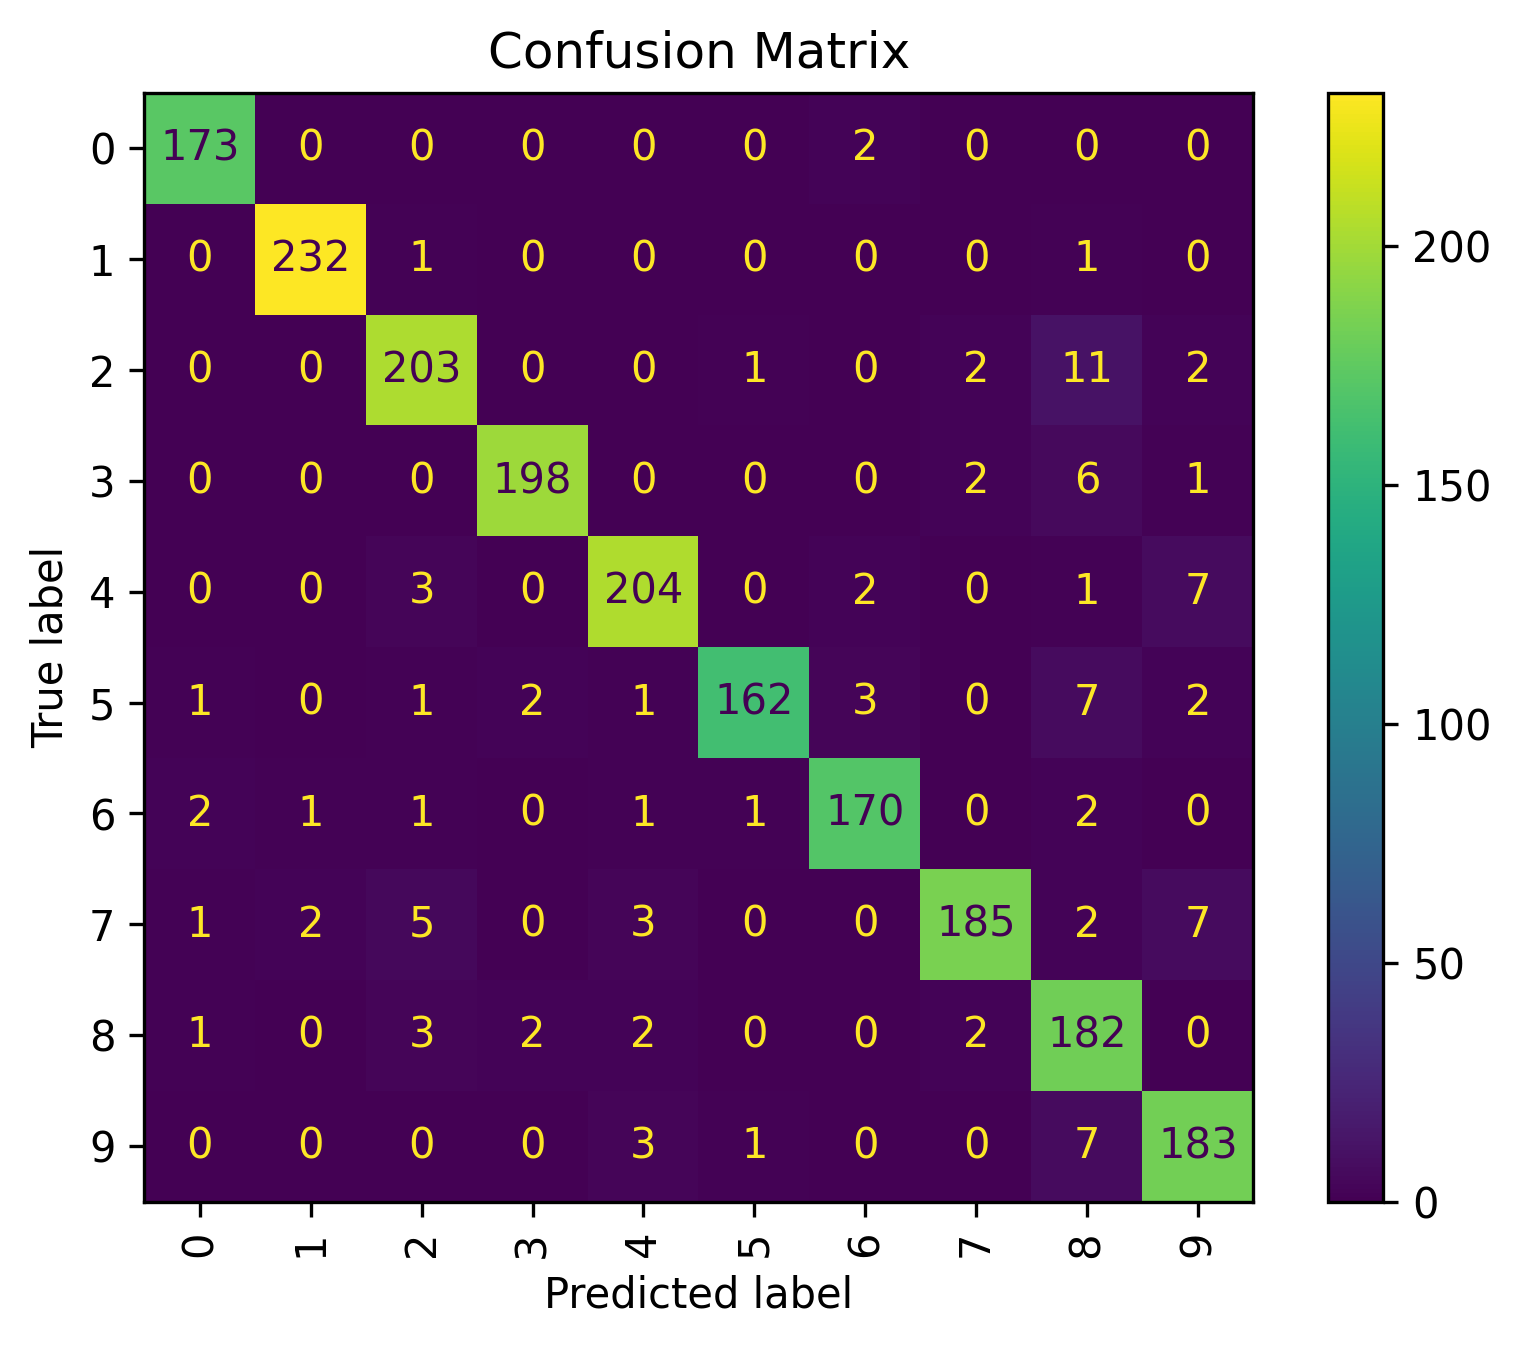 Confusion Matrix
0 173 0 0 0 0 0 2 0 0 0
1 0 232 1 0 0 0 0 0 1 0
2 0 0 203 0 0 1 0 2 11 2
3 0 0 0 198 0 0 0 2 6 1
4 0 0 3 0 204 0 2 0 1 7
5 1 0 1 2 1 162 3 0 7 2
6 2 1 1 0 1 1 170 0 2 0
7 1 2 5 0 3 0 0 185 2 7
8 1 0 3 2 2 0 0 2 182 0
9 0 0 0 0 3 1 0 0 7 183
0 1 2 3 4 5 6 7 8 9
True label
Predicted label
200
150
100
50
0